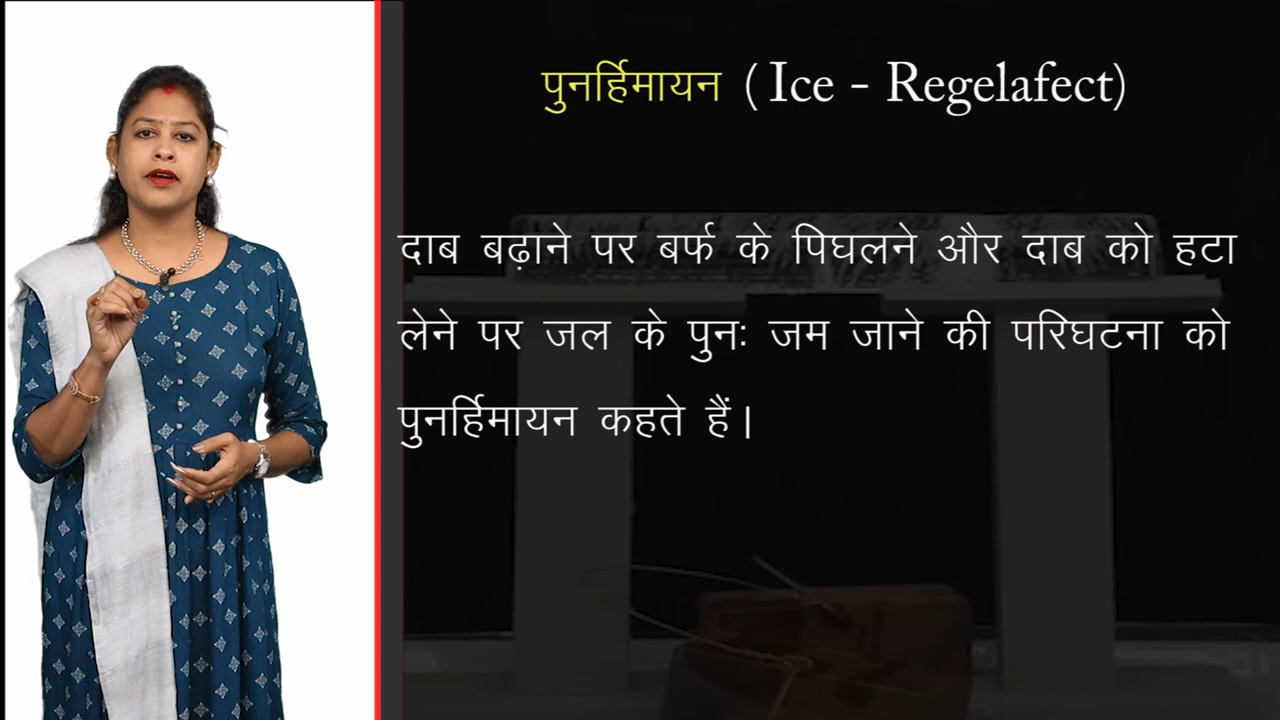 पुनर्हिमायन ( Ice - Regelafect)
दाब बढ़ाने पर बर्फ के पिघलने और दाब को हटा
लेने पर जल के पुनः जम जाने की परिघटना को
पुनर्हिमायन कहते हैं।